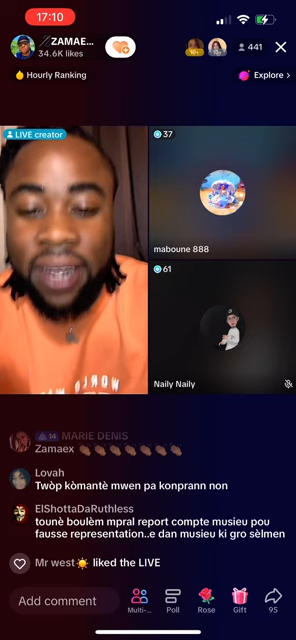 17:10
ZAMAE...
34.6K likes
441
Hourly Ranking
Explore >
LIVE creator
37
maboune 888
61
Naily Naily
14 MARIE DENIS
Zamaex 👏🏽👏🏽👏🏽👏🏽👏🏽👏🏽👏🏽
Lovah
Twòp kòmantè mwen pa konprann non
ElShottaDaRuthless
tounè boulèm mpral report compte musieu pou
fausse representation..e dan musieu ki gro sèlmen
Mr west☀️ liked the LIVE
Add comment
Multi-...
Poll
Rose
Gift
95